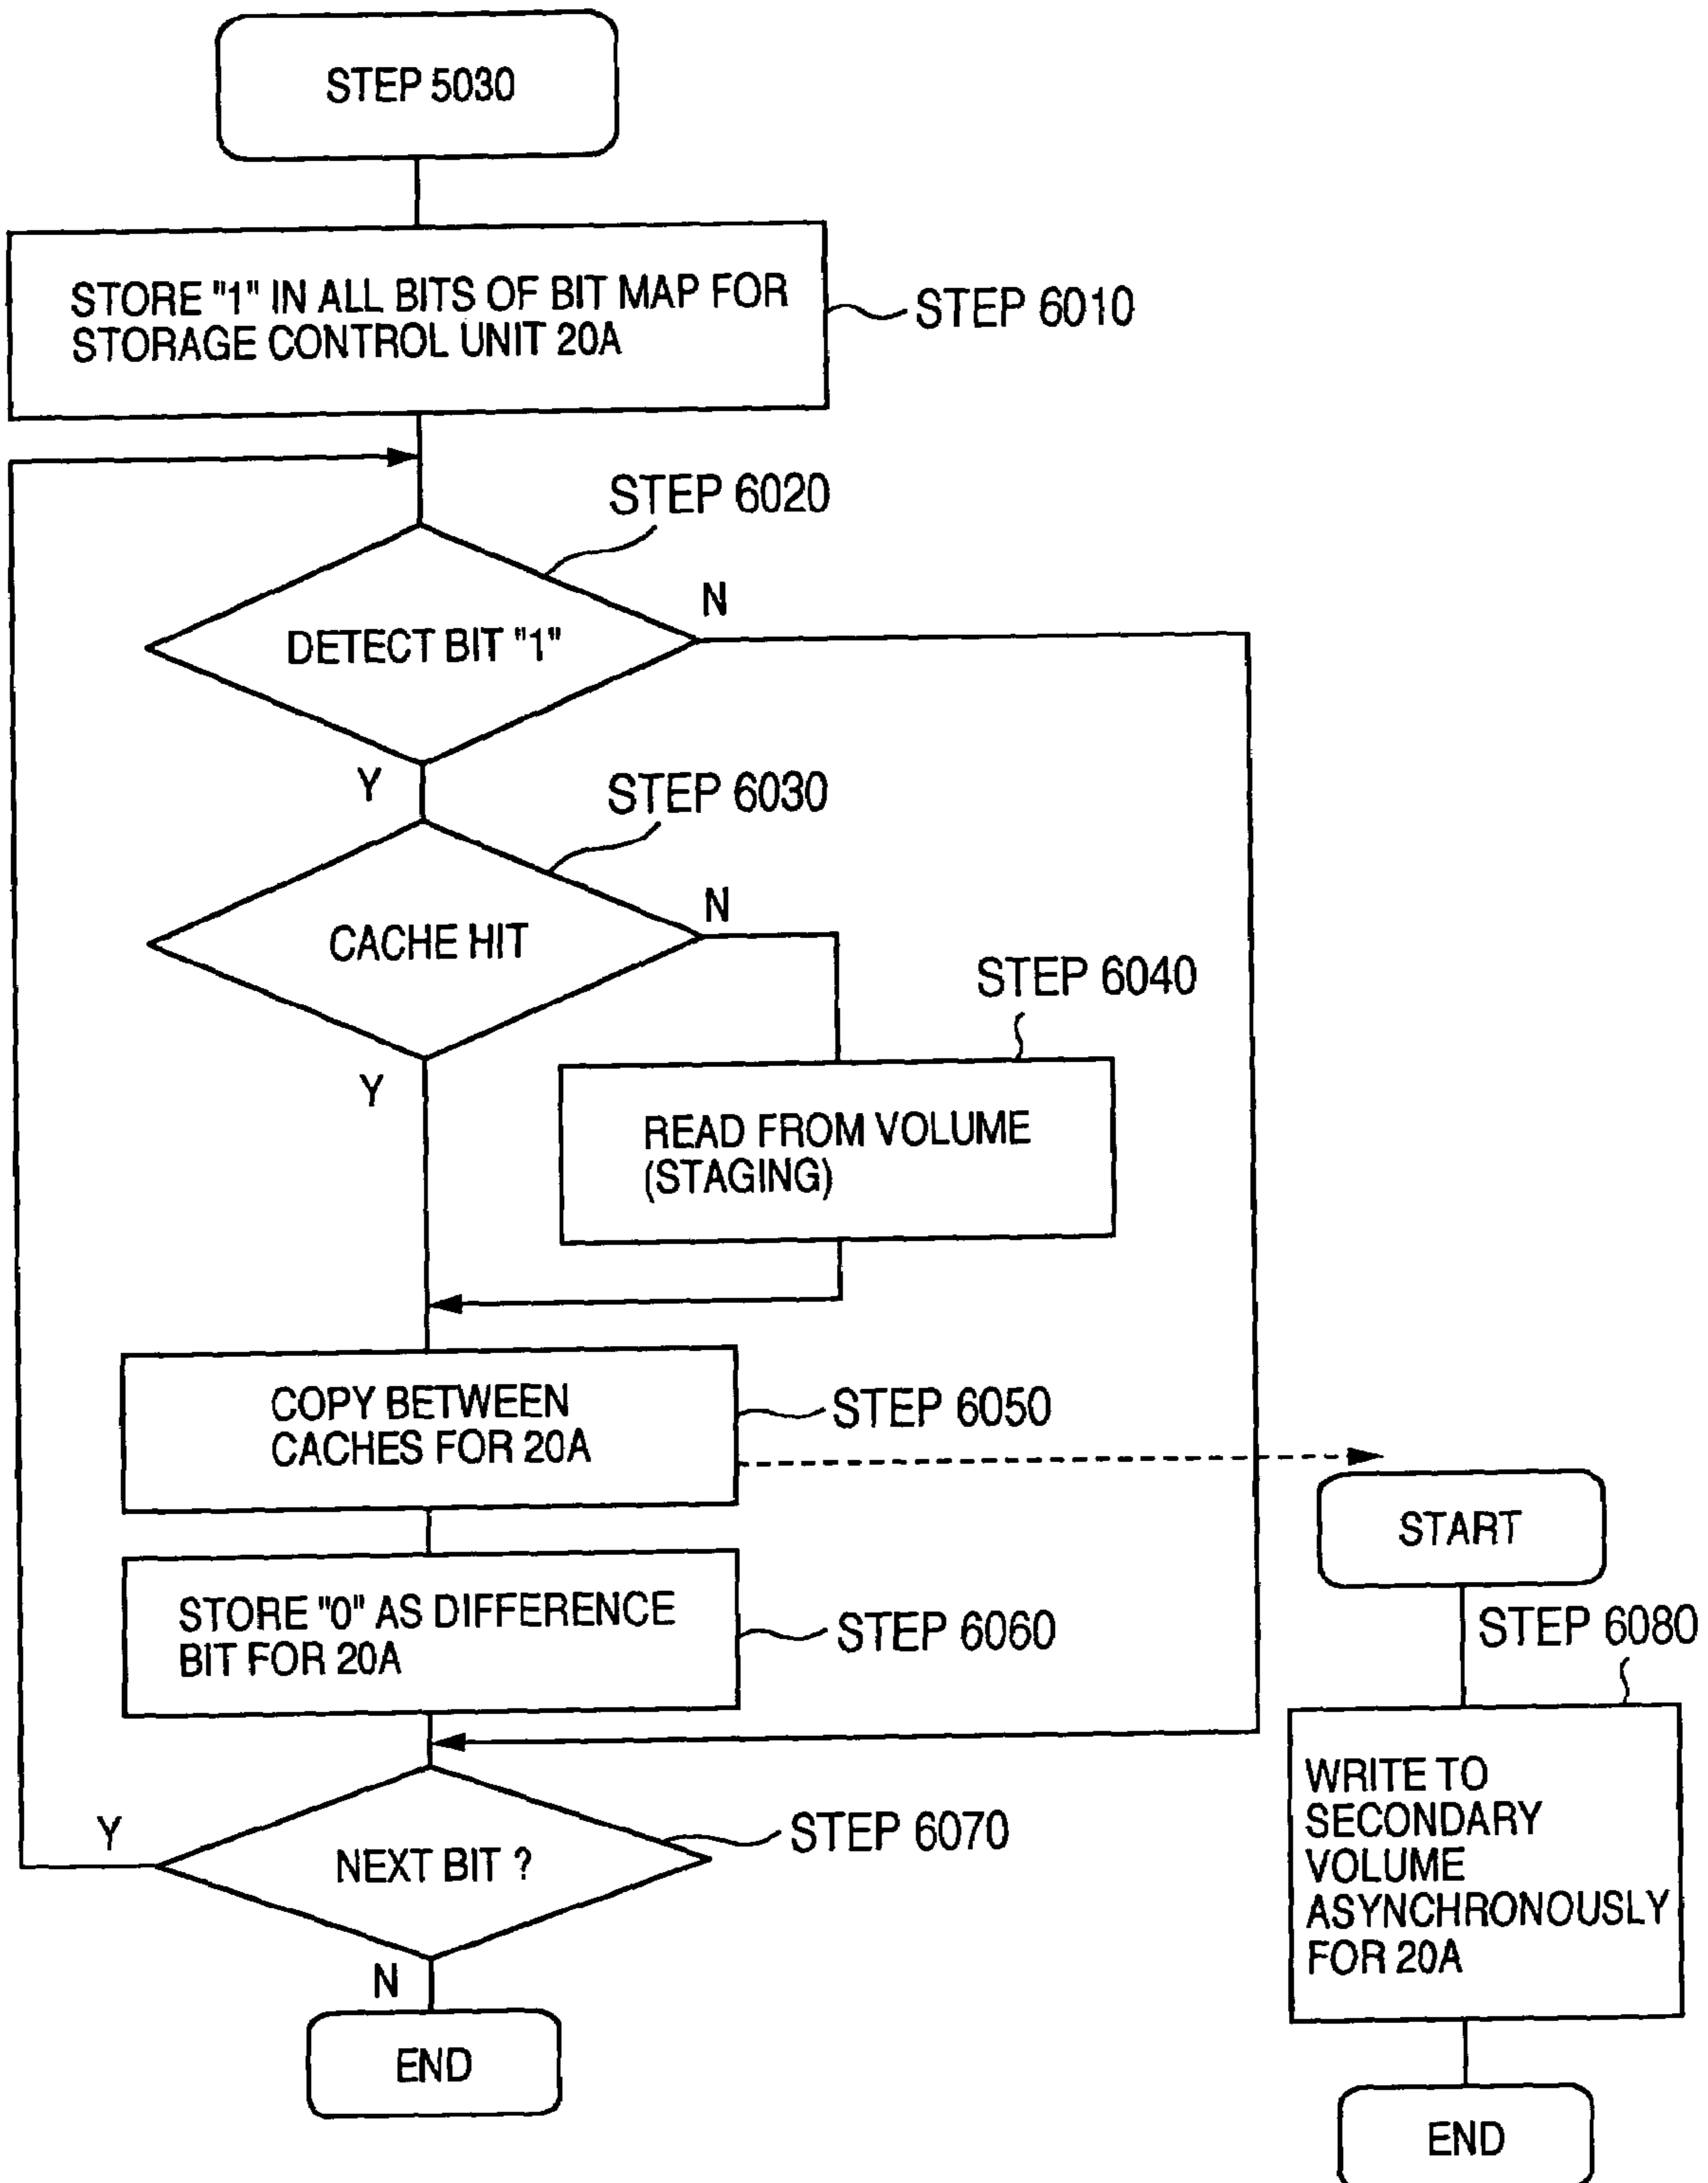 STEP 5030
STORE "1" IN ALL BITS OF BIT MAP FOR
STORAGE CONTROL UNIT 20A
STEP 6010
STEP 6020
N
DETECT BIT "1"
Y
STEP 6030
N
CACHE HIT
STEP 6040
Y
READ FROM VOLUME
(STAGING)
COPY BETWEEN
CACHES FOR 20A
STEP 6050
START
STORE "0" AS DIFFERENCE
BIT FOR 20A
STEP 6060
STEP 6080
WRITE TO
SECONDARY
VOLUME
ASYNCHRONOUSLY
FOR 20A
Y
STEP 6070
NEXT BIT ?
N
END
END